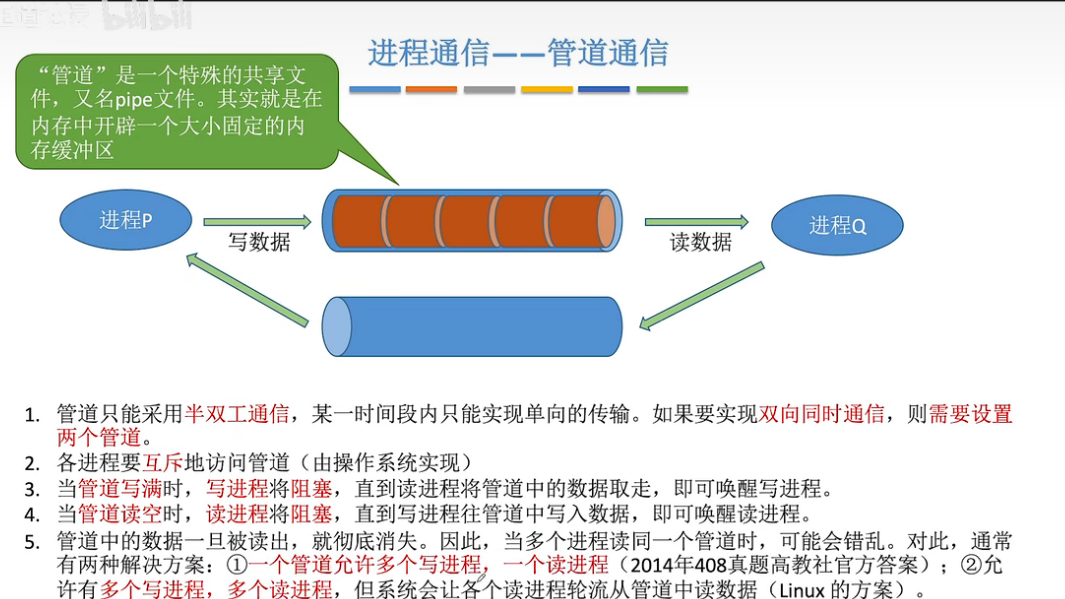 进程通信——管道通信
“管道”是一个特殊的共享文
件，又名pipe文件。其实就是在
内存中开辟一个大小固定的内
存缓冲区
进程P
写数据
读数据
进程Q
1. 管道只能采用半双工通信，某一时间段内只能实现单向的传输。如果要实现双向同时通信，则需要设置
两个管道。
2. 各进程要互斥地访问管道（由操作系统实现）
3. 当管道写满时，写进程将阻塞，直到读进程将管道中的数据取走，即可唤醒写进程。
4. 当管道读空时，读进程将阻塞，直到写进程往管道中写入数据，即可唤醒读进程。
5. 管道中的数据一旦被读出，就彻底消失。因此，当多个进程读同一个管道时，可能会错乱。对此，通常
有两种解决方案：①一个管道允许多个写进程，一个读进程（2014年408真题高教社官方答案）；②允
许有多个写进程，多个读进程，但系统会让各个读进程轮流从管道中读数据（Linux 的方案）。